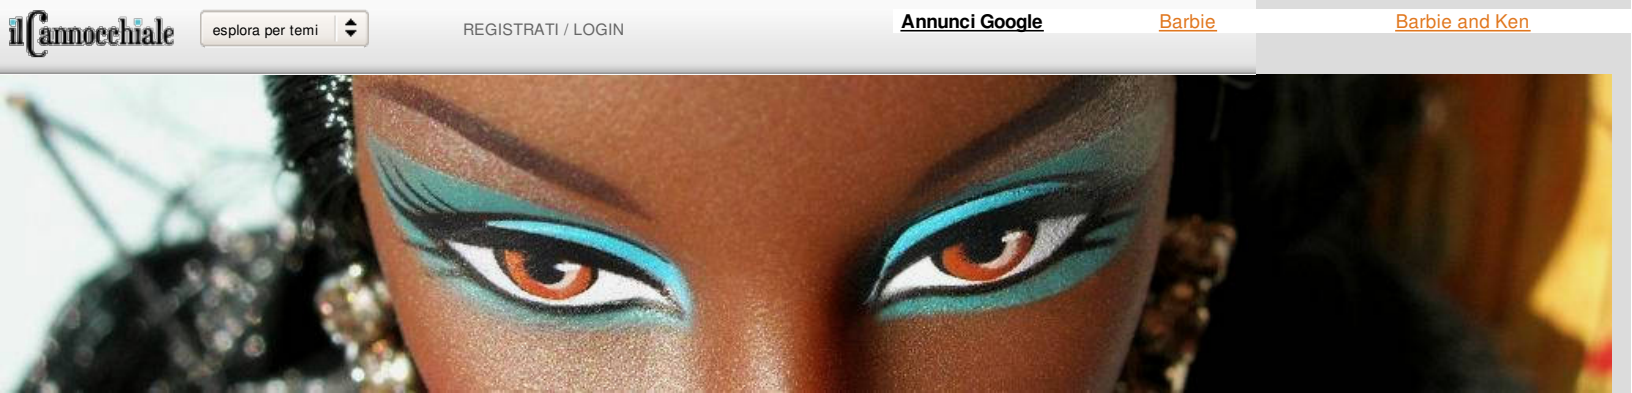 ilCannocchiale
esplora per temi
REGISTRATI / LOGIN
Annunci Google
Barbie
Barbie and Ken